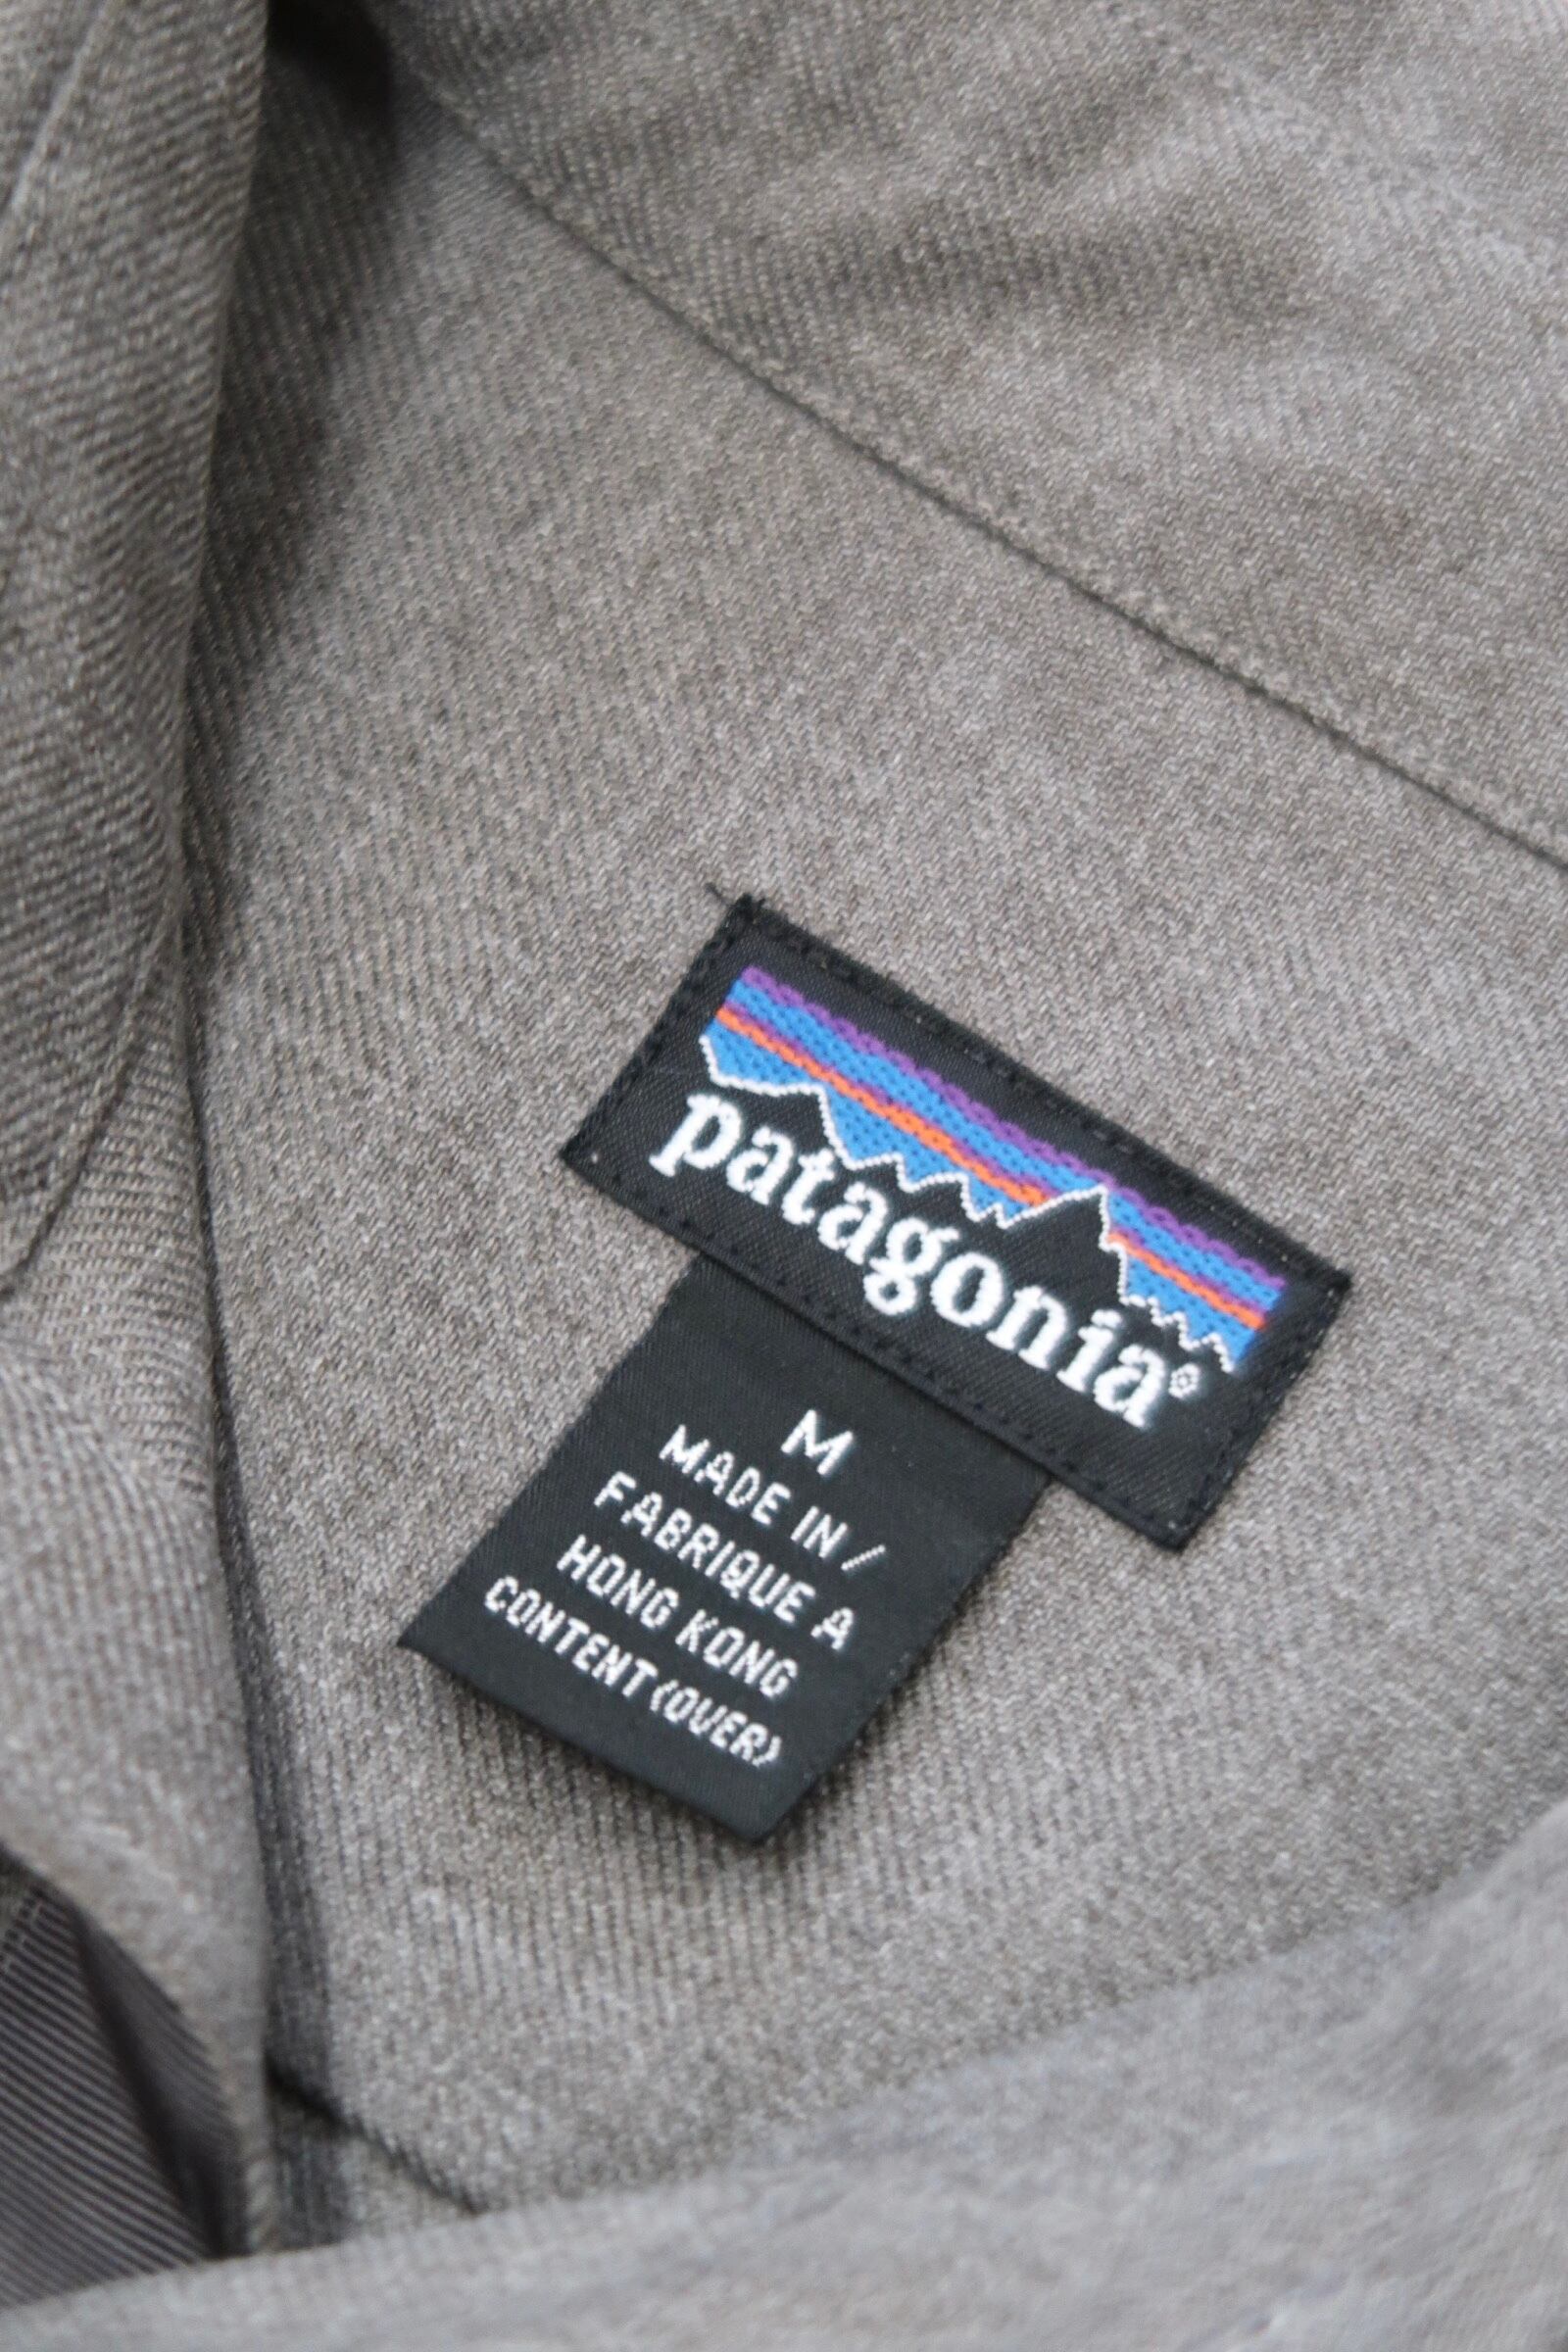 patagonia®
M
MADE IN /
FABRIQUE A
HONG KONG
CONTENT (OVER)